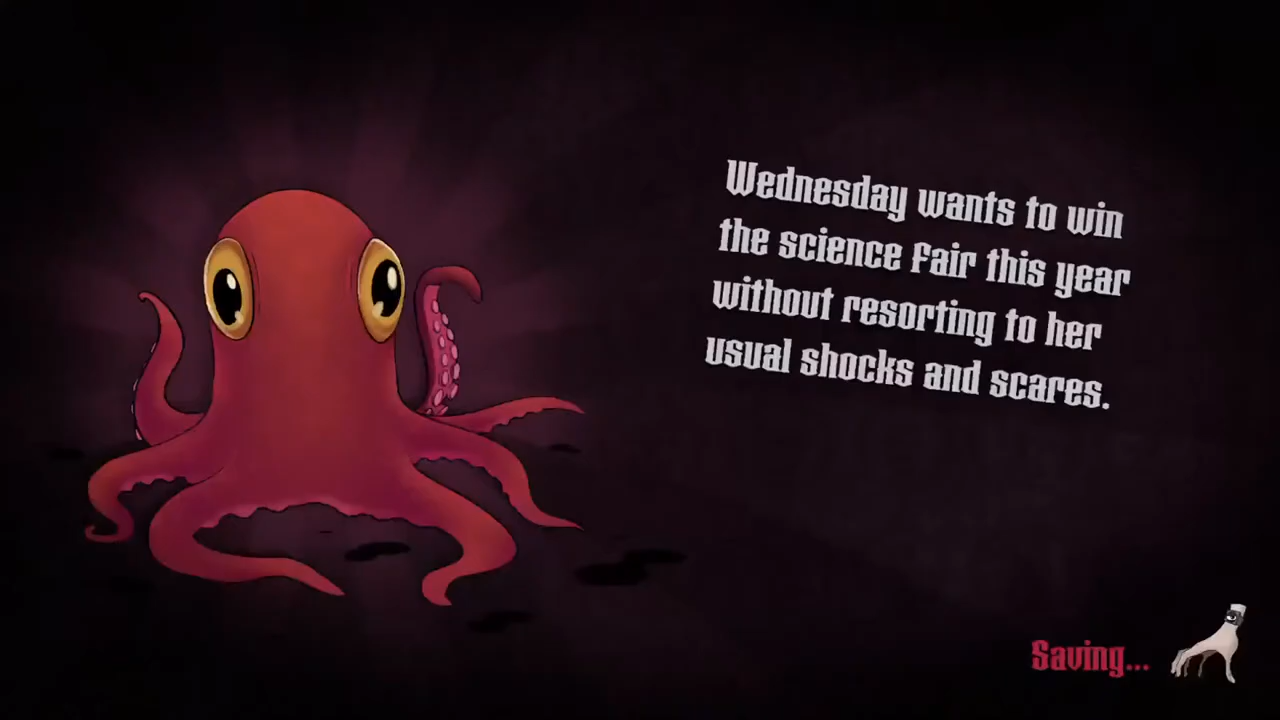 Wednesday wants to win
the science fair this year
without resorting to her
usual shocks and scares.
Saving...